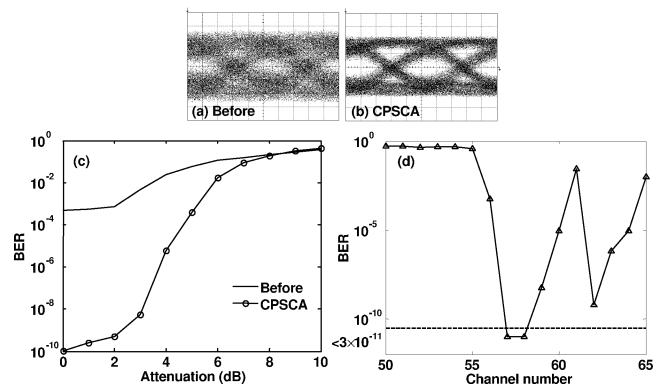 (a) Before
(b) CPSCA
(c)
10^0
10^-2
10^-4
10^-6
10^-8
10^-10
BER
0 2 4 6 8 10
Attenuation (dB)
Before
CPSCA
(d)
10^0
10^-5
10^-10
<3×10^-11
BER
50 55 60 65
Channel number